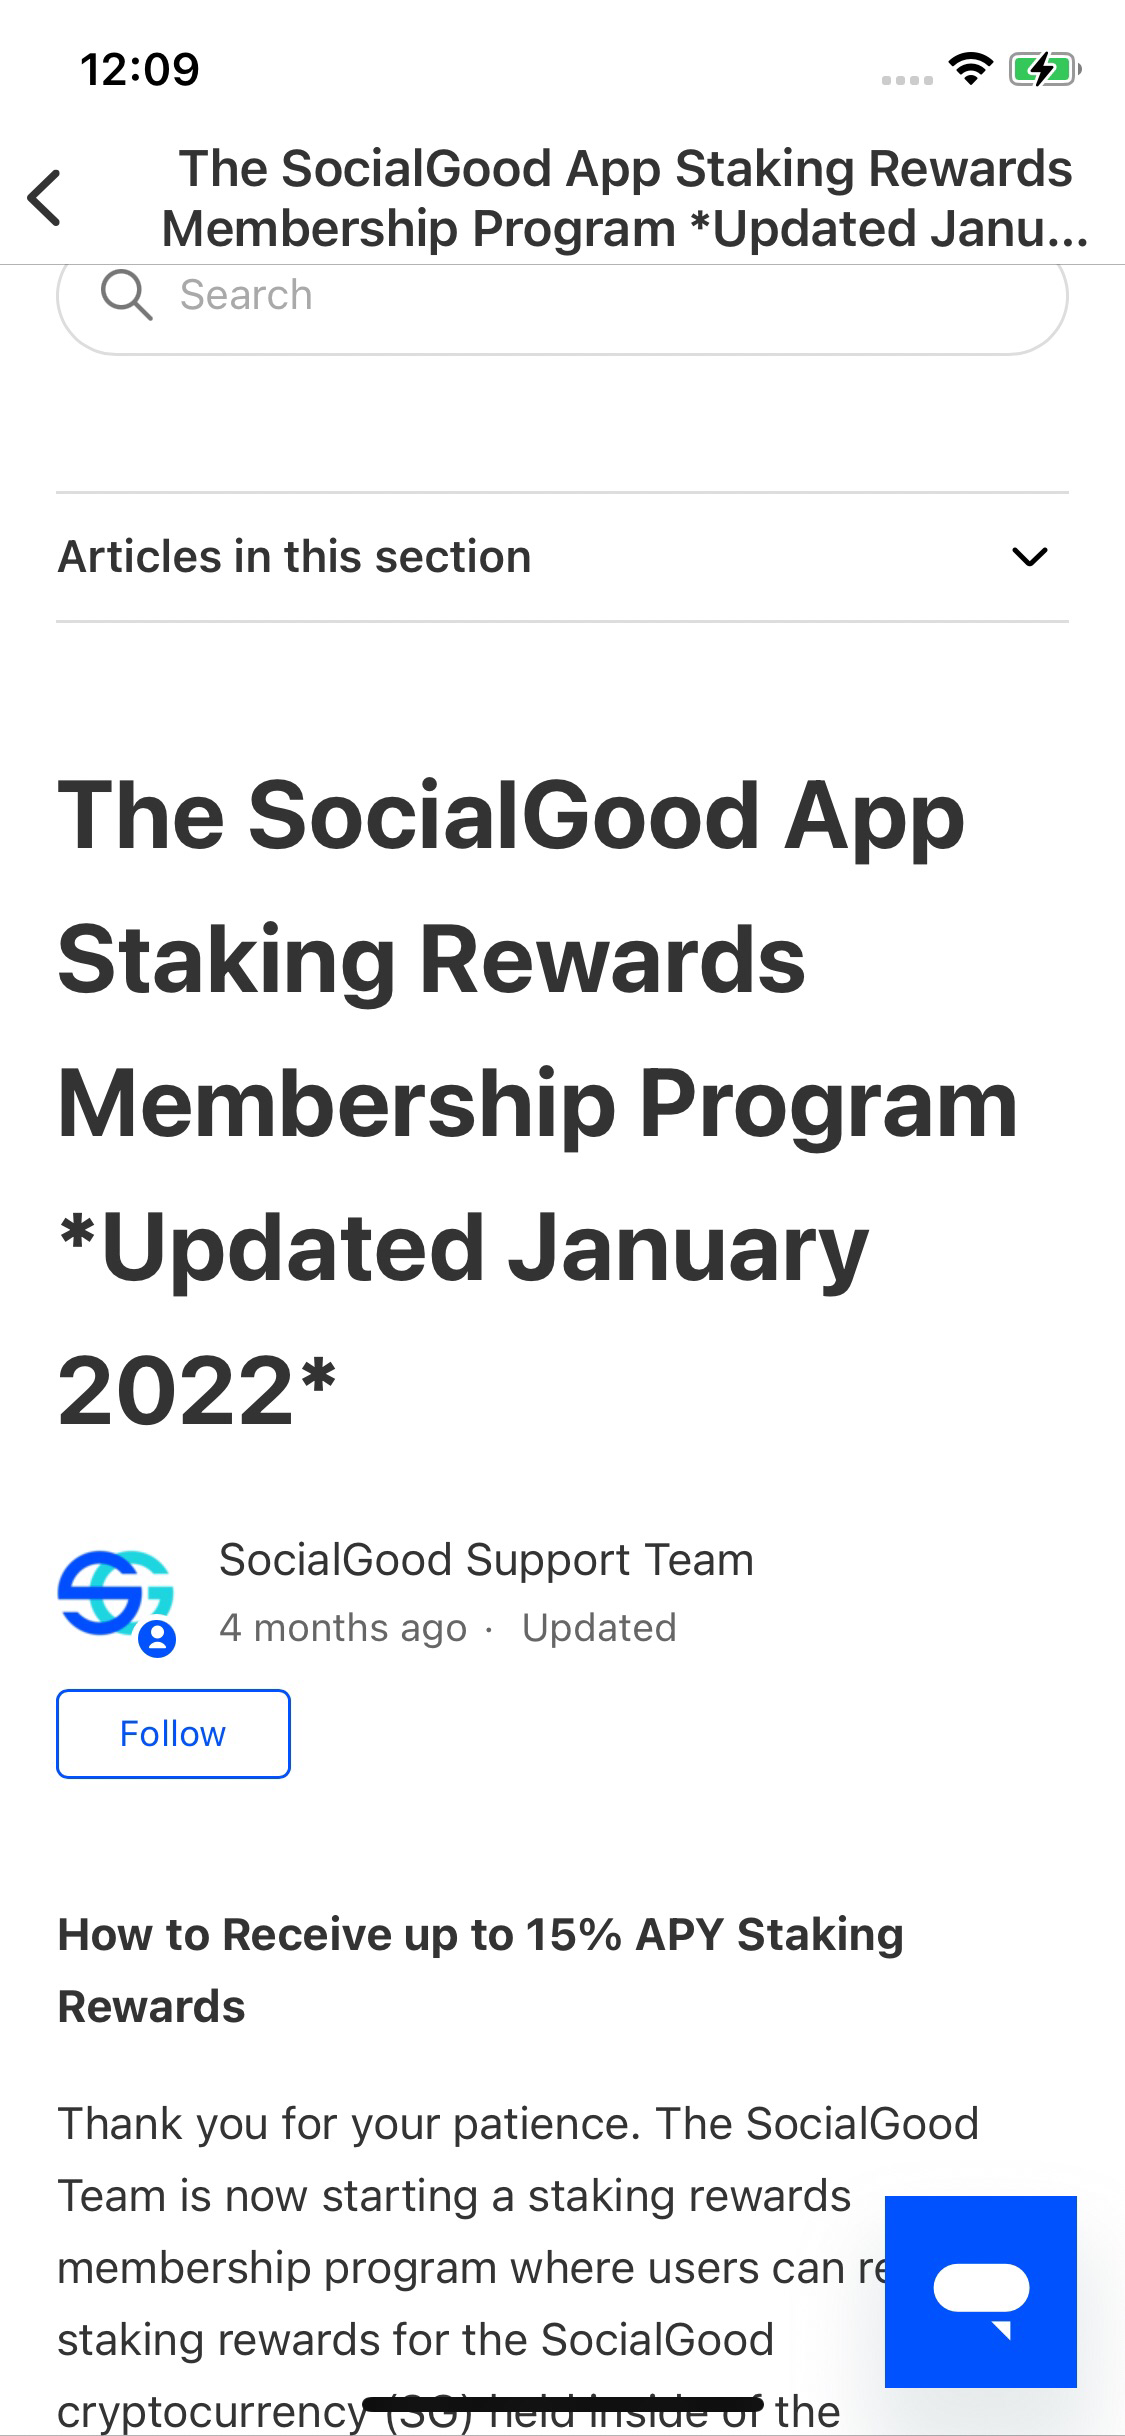 12:09
The SocialGood App Staking Rewards
Membership Program *Updated Janu...
Search
Articles in this section
The SocialGood App
Staking Rewards
Membership Program
*Updated January
2022*
SocialGood Support Team
4 months ago · Updated
Follow
How to Receive up to 15% APY Staking
Rewards
Thank you for your patience. The SocialGood
Team is now starting a staking rewards
membership program where users can
staking rewards for the SocialGood
cryptocurrency (SG) held inside of the